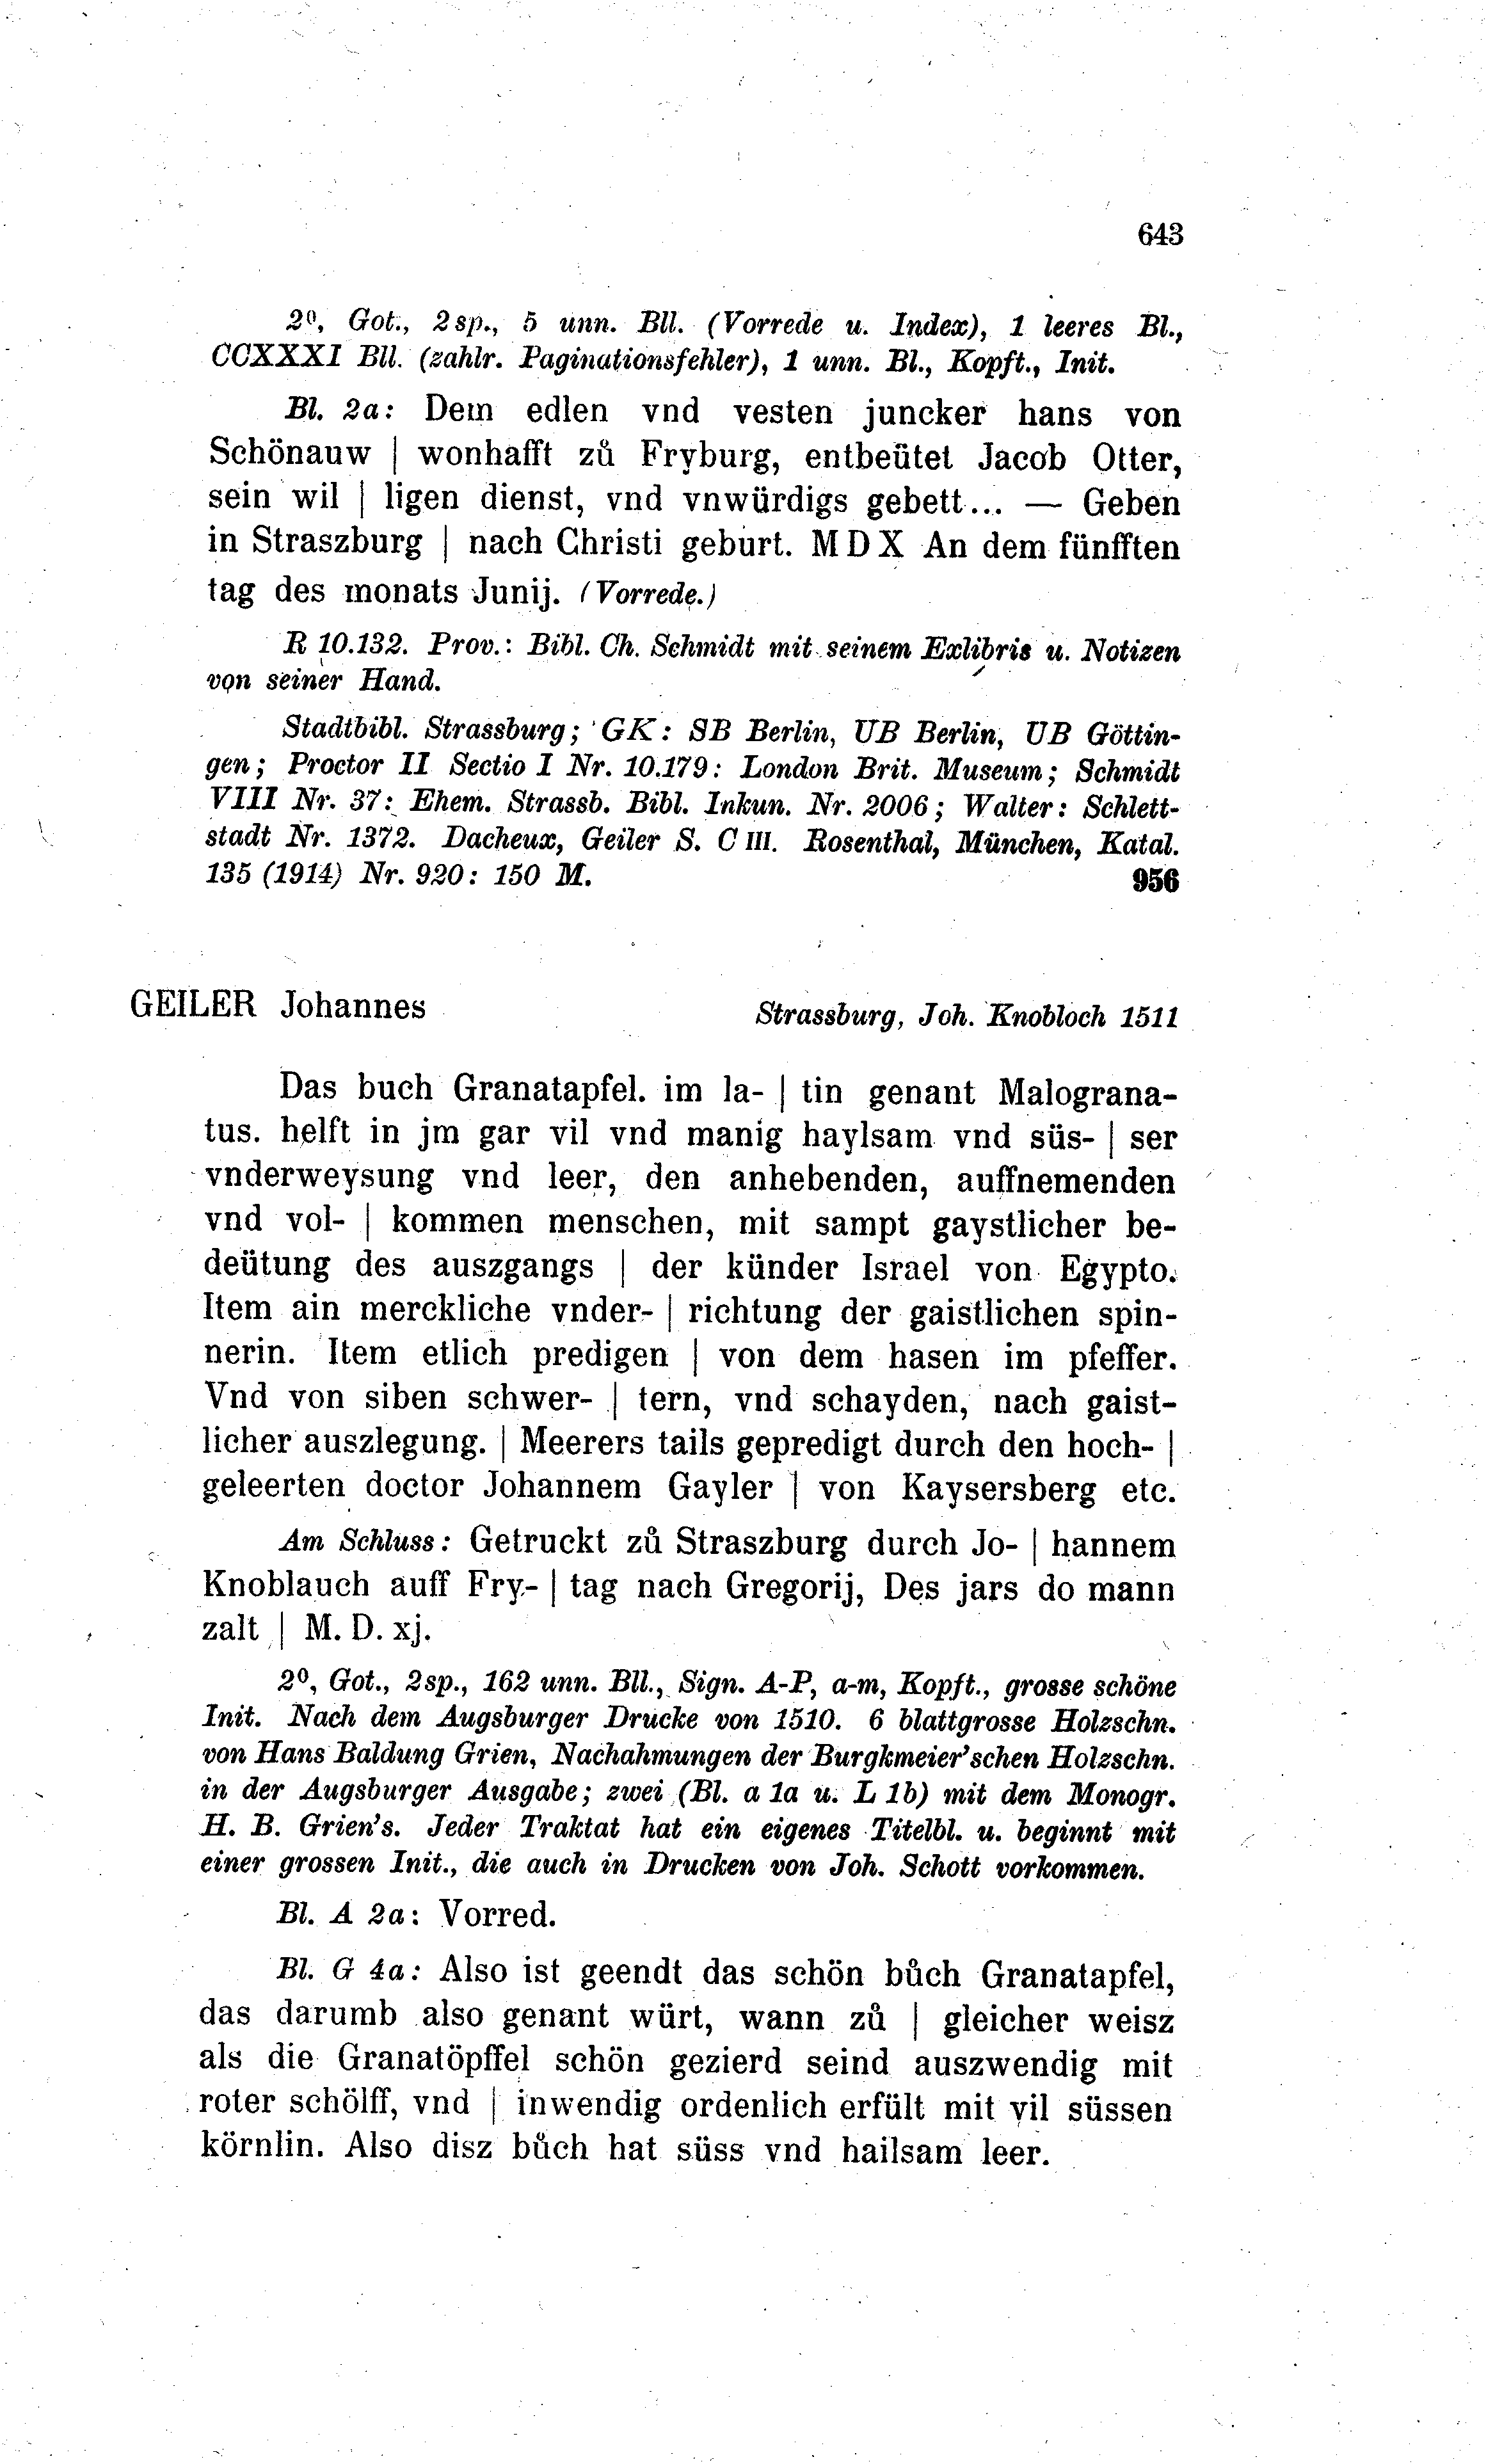 643
2⁰, Got., 2sp., 5 unn. Bll. (Vorrede u. Index), 1 leeres Bl.,
CCXXXI Bll. (zahlr. Paginationsfehler), 1 unn. Bl., Kopft., Init.
Bl. 2a: Dem edlen vnd vesten juncker hans von
Schönauw | wonhafft zů Fryburg, entbeütet Jacob Otter,
sein wil | ligen dienst, vnd vnwürdigs gebett... — Geben
in Straszburg | nach Christi geburt. M D X An dem fünfften
tag des monats Junij. (Vorrede.)
R 10.132. Prov.: Bibl. Ch. Schmidt mit seinem Exlibris u. Notizen
von seiner Hand.
Stadtbibl. Strassburg; GK: SB Berlin, UB Berlin, UB Göttin-
gen; Proctor II Sectio I Nr. 10.179: London Brit. Museum; Schmidt
VIII Nr. 37: Ehem. Strassb. Bibl. Inkun. Nr. 2006; Walter: Schlett-
stadt Nr. 1372. Dacheux, Geiler S. C III. Rosenthal, München, Katal.
135 (1914) Nr. 920: 150 M. 956
GEILER Johannes Strassburg, Joh. Knobloch 1511
Das buch Granatapfel. im la- | tin genant Malograna-
tus. helft in jm gar vil vnd manig haylsam vnd süs- | ser
vnderweysung vnd leer, den anhebenden, auffnemenden
vnd vol- | kommen menschen, mit sampt gaystlicher be-
deütung des auszgangs | der künder Israel von Egypto.
Item ain merckliche vnder- | richtung der gaistlichen spin-
nerin. Item etlich predigen | von dem hasen im pfeffer.
Vnd von siben schwer- | tern, vnd schayden, nach gaist-
licher auszlegung. | Meerers tails gepredigt durch den hoch- |
geleerten doctor Johannem Gayler | von Kaysersberg etc.
Am Schluss: Getruckt zů Straszburg durch Jo- | hannem
Knoblauch auff Fry- | tag nach Gregorij, Des jars do mann
zalt | M. D. xj.
2⁰, Got., 2sp., 162 unn. Bll., Sign. A-P, a-m, Kopft., grosse schöne
Init. Nach dem Augsburger Drucke von 1510. 6 blattgrosse Holzschn.
von Hans Baldung Grien, Nachahmungen der Burgkmeier'schen Holzschn.
in der Augsburger Ausgabe; zwei (Bl. a 1a u. L 1b) mit dem Monogr.
H. B. Grien's. Jeder Traktat hat ein eigenes Titelbl. u. beginnt mit
einer grossen Init., die auch in Drucken von Joh. Schott vorkommen.
Bl. A 2a: Vorred.
Bl. G 4a: Also ist geendt das schön bůch Granatapfel,
das darumb also genant würt, wann zů | gleicher weisz
als die Granatöpffel schön gezierd seind auszwendig mit
roter schölff, vnd | inwendig ordenlich erfült mit vil süssen
körnlin. Also disz bůch hat süss vnd hailsam leer.